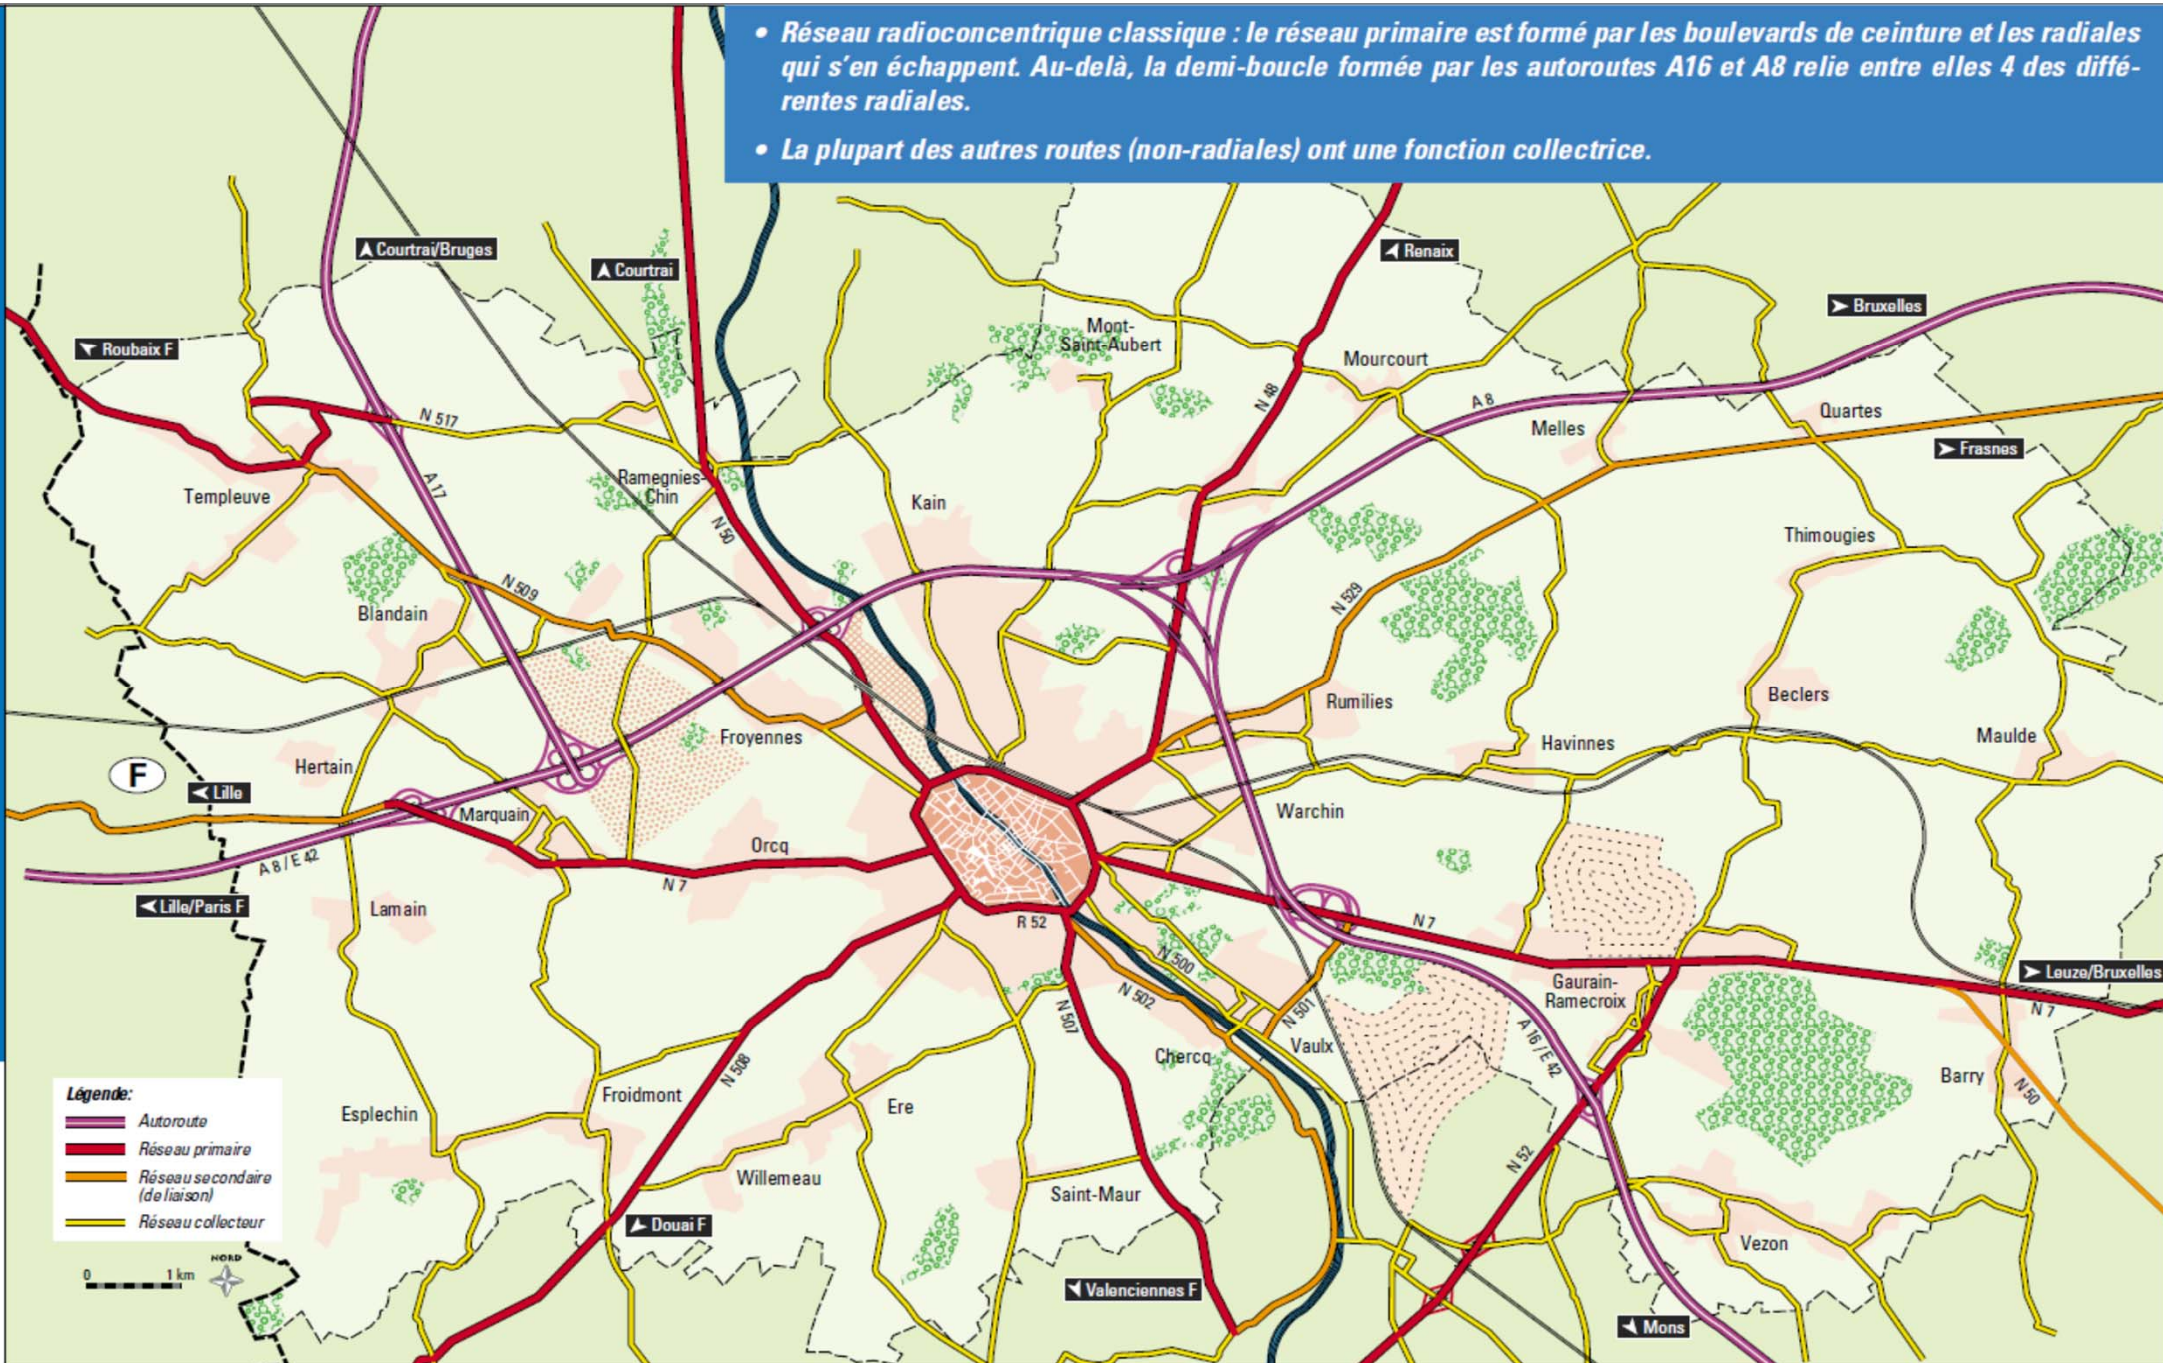 • Réseau radioconcentrique classique : le réseau primaire est formé par les boulevards de ceinture et les radiales
qui s'en échappent. Au-delà, la demi-boucle formée par les autoroutes A16 et A8 relie entre elles 4 des diffé-
rentes radiales.
• La plupart des autres routes (non-radiales) ont une fonction collectrice.
Courtrai/Bruges
Courtrai
Renaix
Bruxelles
Roubaix F
Mont-
Saint-Aubert
Mourcourt
N 48
A 8
Quartes
N 517
Melles
Frasnes
A 17
Templeuve
Ramegnies-
Chin
Kain
N 50
Thimougies
N 509
N 529
Blandain
Rumilies
Beclers
Froyennes
Havinnes
Maulde
Hertain
F
Lille
Marquain
Warchin
Orcq
A 8 / E 42
N 7
Lille/Paris F
Lamain
R 52
N 7
N 500
Leuze/Bruxelles
Gaurain-
Ramecroix
N 502
N 507
N 501
N 7
A 16 / E 42
Vaulx
Chercq
N 508
Barry
N 50
Froidmont
Ere
Esplechin
Légende:
Autoroute
Réseau primaire
Réseau secondaire
(de liaison)
Réseau collecteur
N 52
Willemeau
Saint-Maur
Douai F
Vezon
NORD
0 1 km
Valenciennes F
Mons